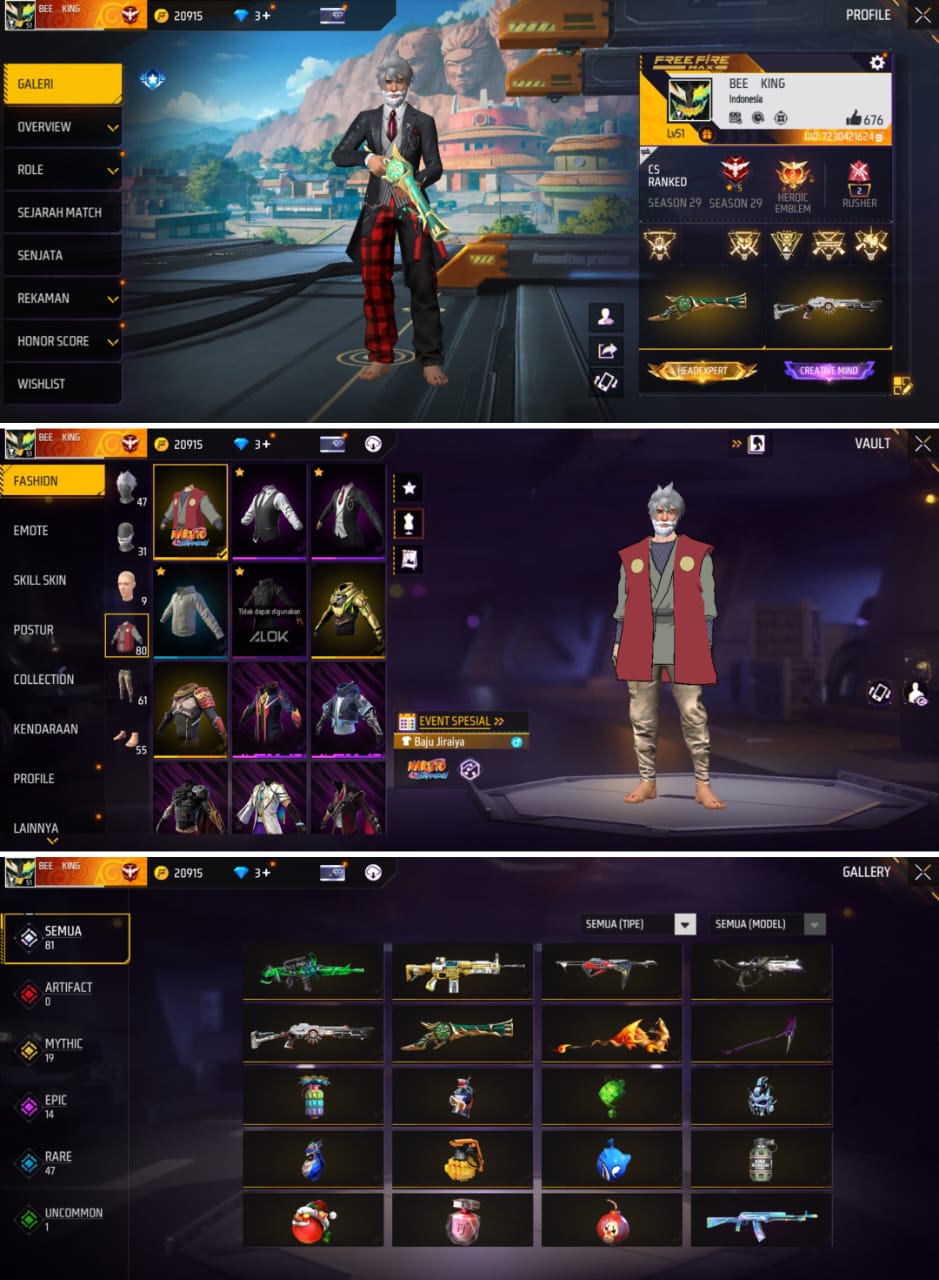 BEE KING
51
20915
3+
PROFILE
GALERI
OVERVIEW
ROLE
SEJARAH MATCH
SENJATA
REKAMAN
HONOR SCORE
WISHLIST
FREE FIRE
MAX
BEE KING
Indonesia
676
Lv51
UID:7230421624
CS
RANKED
SEASON 29
5
SEASON 29
HEROIC
EMBLEM
2
RUSHER
HEADEXPERT
CREATIVE MIND
BEE KING
51
20915
3+
VAULT
FASHION
EMOTE
SKILL SKIN
POSTUR
COLLECTION
KENDARAAN
PROFILE
LAINNYA
47
31
9
80
61
55
NARUTO
Tidak dapat digunakan
ALOK
EVENT SPESIAL
Baju Jiraiya
NARUTO
BEE KING
51
20915
3+
GALLERY
SEMUA
81
ARTIFACT
0
MYTHIC
19
EPIC
14
RARE
47
UNCOMMON
1
SEMUA (TIPE)
SEMUA (MODEL)